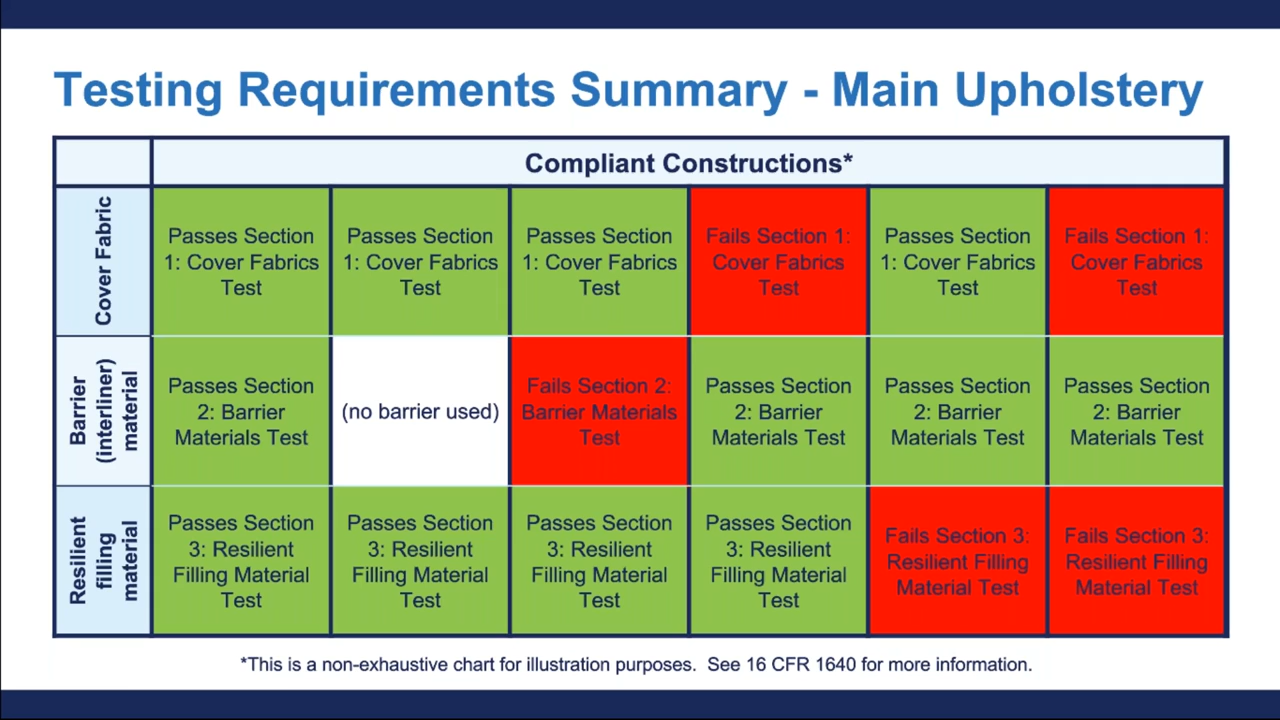 Testing Requirements Summary - Main Upholstery
Compliant Constructions*
Cover Fabric
Passes Section
1: Cover Fabrics
Test
Passes Section
1: Cover Fabrics
Test
Passes Section
1: Cover Fabrics
Test
Fails Section 1:
Cover Fabrics
Test
Passes Section
1: Cover Fabrics
Test
Fails Section 1:
Cover Fabrics
Test
Barrier
(interliner)
material
Passes Section
2: Barrier
Materials Test
(no barrier used)
Fails Section 2:
Barrier Materials
Test
Passes Section
2: Barrier
Materials Test
Passes Section
2: Barrier
Materials Test
Passes Section
2: Barrier
Materials Test
Resilient
filling
material
Passes Section
3: Resilient
Filling Material
Test
Passes Section
3: Resilient
Filling Material
Test
Passes Section
3: Resilient
Filling Material
Test
Passes Section
3: Resilient
Filling Material
Test
Fails Section 3:
Resilient Filling
Material Test
Fails Section 3:
Resilient Filling
Material Test
*This is a non-exhaustive chart for illustration purposes. See 16 CFR 1640 for more information.